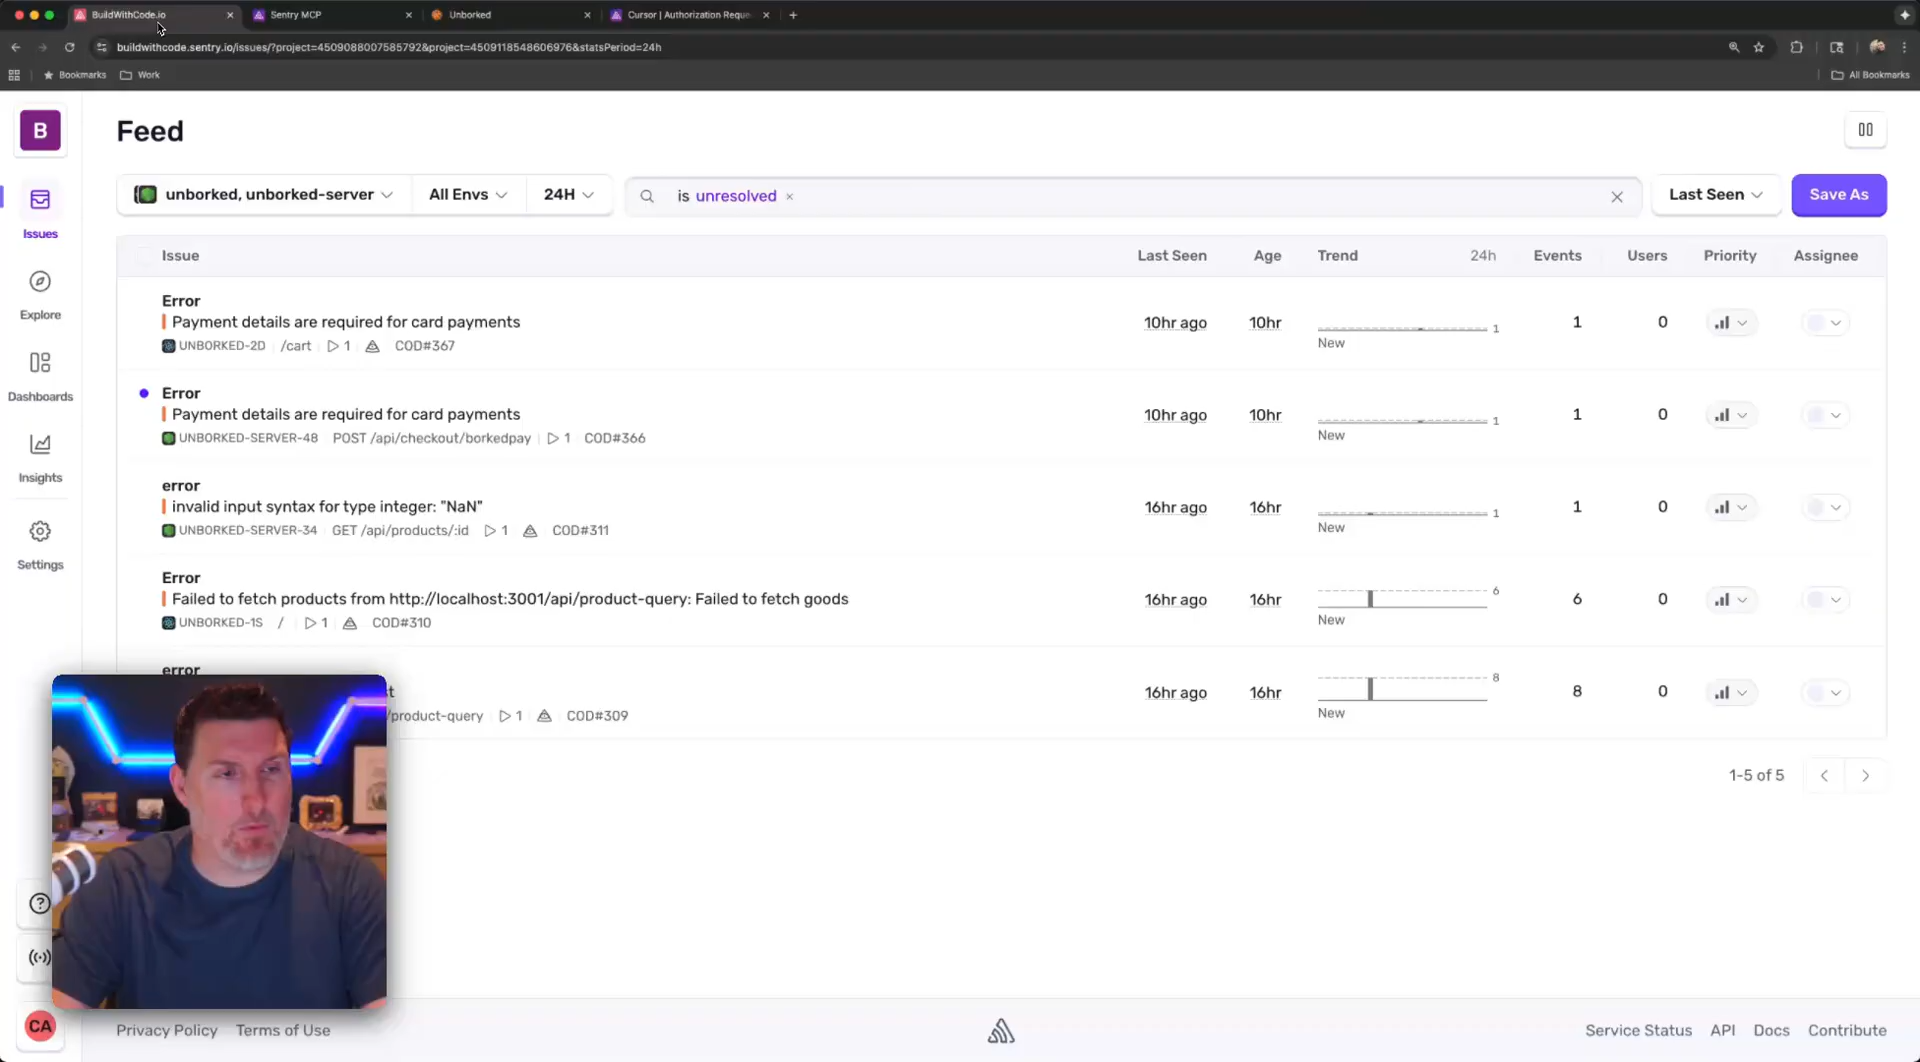 BuildWithCode.io
Sentry MCP
Unborked
Cursor | Authorization Reque
buildwithcode.sentry.io/issues/?project=4509088007585792&project=4509118548606976&statsPeriod=24h
Bookmarks
Work
All Bookmarks
B
Feed
unborked, unborked-server
All Envs
24H
is unresolved
Last Seen
Save As
Issues
Explore
Dashboards
Insights
Settings
Issue
Last Seen
Age
Trend
24h
Events
Users
Priority
Assignee
Error
Payment details are required for card payments
10hr ago
10hr
1
New
1
0
UNBORKED-2D /cart 1 COD#367
Error
Payment details are required for card payments
10hr ago
10hr
1
New
1
0
UNBORKED-SERVER-48 POST /api/checkout/borkedpay 1 COD#366
error
invalid input syntax for type integer: "NaN"
16hr ago
16hr
1
New
1
0
UNBORKED-SERVER-34 GET /api/products/:id 1 COD#311
Error
Failed to fetch products from http://localhost:3001/api/product-query: Failed to fetch goods
16hr ago
16hr
6
New
6
0
UNBORKED-1S / 1 COD#310
error
t
16hr ago
16hr
8
New
8
0
/product-query 1 COD#309
1-5 of 5
CA
Privacy Policy
Terms of Use
Service Status
API
Docs
Contribute